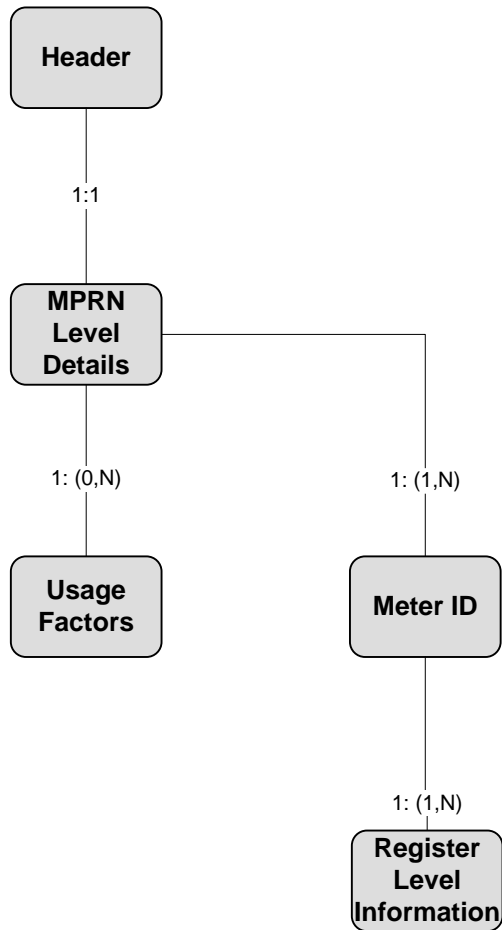 Header
1:1
MPRN
Level
Details
1: (0,N)
1: (1,N)
Usage
Factors
Meter ID
1: (1,N)
Register
Level
Information